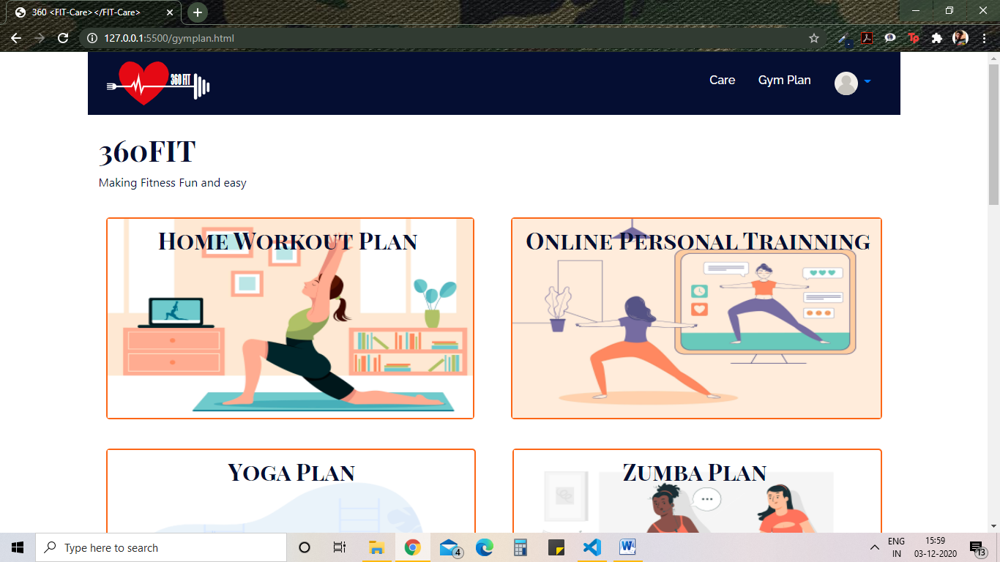 360 <FIT-Care></FIT-Care>
127.0.0.1:5500/gymplan.html
Tp
360 FIT
Care
Gym Plan
360FIT
Making Fitness Fun and easy
Home Workout Plan
Online Personal Trainning
Yoga Plan
Zumba Plan
Type here to search
4
W
ENG
IN
15:59
03-12-2020
13